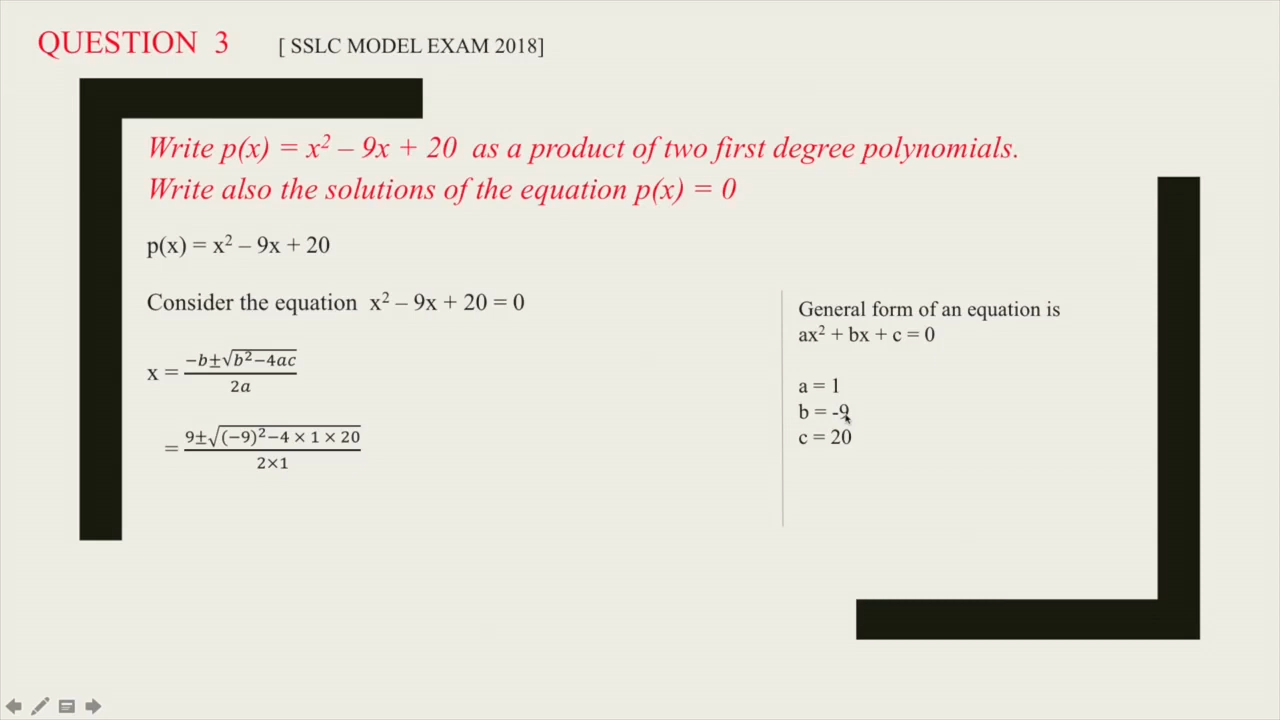 QUESTION 3 [ SSLC MODEL EXAM 2018]
Write p(x) = x² – 9x + 20 as a product of two first degree polynomials.
Write also the solutions of the equation p(x) = 0
p(x) = x² – 9x + 20
Consider the equation x² – 9x + 20 = 0
x = (−b±√(b²−4ac))/(2a)
= (9±√((−9)²−4 × 1 × 20))/(2×1)
General form of an equation is
ax² + bx + c = 0
a = 1
b = -9
c = 20